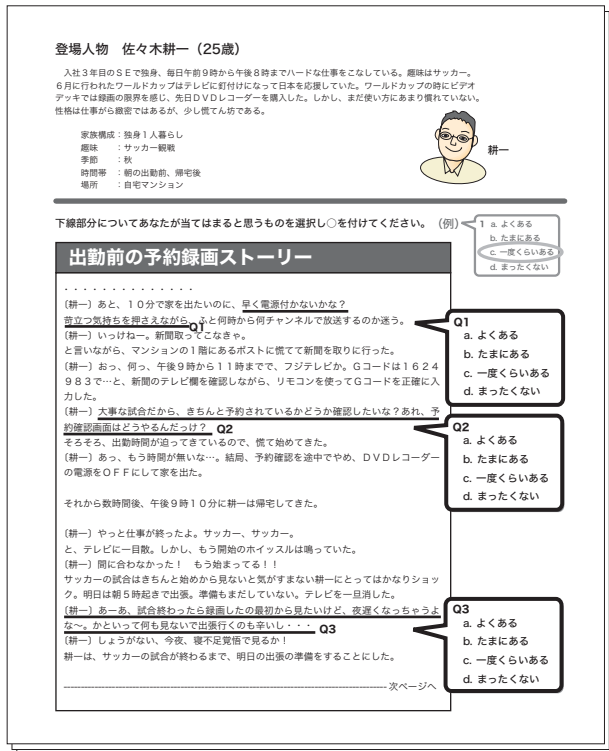 登場人物 佐々木耕一（25歳）
入社３年目のＳＥで独身、毎日午前９時から午後８時までハードな仕事をこなしている。趣味はサッカー。
６月に行われたワールドカップはテレビに釘付けになって日本を応援していた。ワールドカップの時にビデオ
デッキでは録画の限界を感じ、先日ＤＶＤレコーダーを購入した。しかし、まだ使い方にあまり慣れていない。
性格は仕事がら緻密ではあるが、少し慌てん坊である。
家族構成：独身１人暮らし
趣味　　：サッカー観戦
季節　　：秋
時間帯　：朝の出勤前、帰宅後
場所　　：自宅マンション
耕一
下線部分についてあなたが当てはまると思うものを選択し○を付けてください。
（例）
1 a. よくある
b. たまにある
c. 一度くらいある
d. まったくない
出勤前の予約録画ストーリー
・・・・・・・・・・・・・・
〔耕一〕あと、１０分で家を出たいのに、早く電源付かないかな？
苛立つ気持ちを押さえながら、ふと何時から何チャンネルで放送するのか迷う。
Q1
〔耕一〕いっけねー。新聞取ってこなきゃ。
と言いながら、マンションの１階にあるポストに慌てて新聞を取りに行った。
〔耕一〕おっ、何っ、午後９時から１１時までで、フジテレビか。Ｇコードは１６２４
９８３で…と、新聞のテレビ欄を確認しながら、リモコンを使ってＧコードを正確に入
力した。
〔耕一〕大事な試合だから、きちんと予約されているかどうか確認したいな？あれ、予
約確認画面はどうやるんだっけ？ Q2
そろそろ、出勤時間が迫ってきているので、慌て始めてきた。
〔耕一〕あっ、もう時間が無いな…。結局、予約確認を途中でやめ、ＤＶＤレコーダー
の電源をＯＦＦにして家を出た。
それから数時間後、午後９時１０分に耕一は帰宅してきた。
〔耕一〕やっと仕事が終ったよ。サッカー、サッカー。
と、テレビに一目散。しかし、もう開始のホイッスルは鳴っていた。
〔耕一〕間に合わなかった！　もう始まってる！！
サッカーの試合はきちんと始めから見ないと気がすまない耕一にとってはかなりショッ
ク。明日は朝５時起きで出張。準備もまだしていない。テレビを一旦消した。
〔耕一〕あーあ、試合終わったら録画したの最初から見たいけど、夜遅くなっちゃうよ
な〜。かといって何も見ないで出張行くのも辛いし・・・ Q3
〔耕一〕しょうがない、今夜、寝不足覚悟で見るか！
耕一は、サッカーの試合が終わるまで、明日の出張の準備をすることにした。
次ページへ
Q1
a. よくある
b. たまにある
c. 一度くらいある
d. まったくない
Q2
a. よくある
b. たまにある
c. 一度くらいある
d. まったくない
Q3
a. よくある
b. たまにある
c. 一度くらいある
d. まったくない